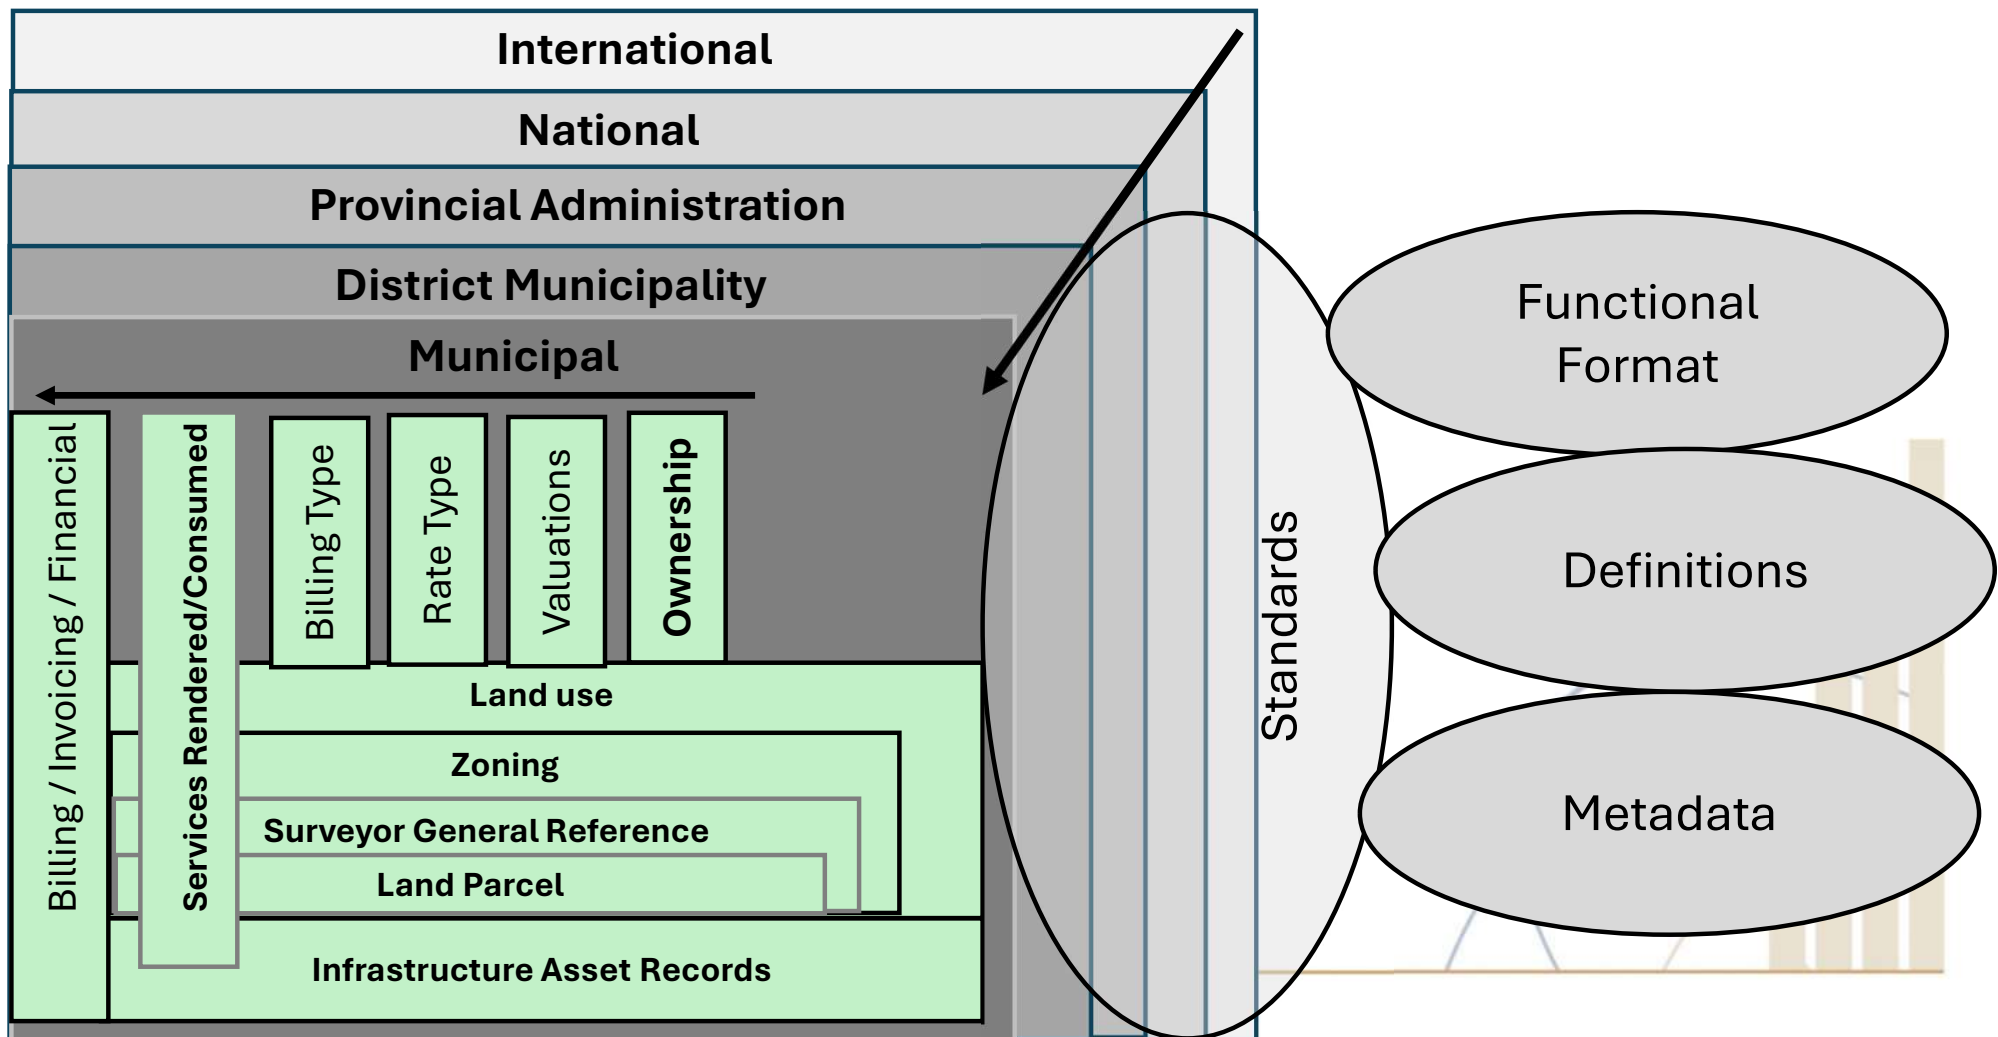 International
National
Provincial Administration
District Municipality
Municipal
Billing / Invoicing / Financial
Services Rendered/Consumed
Billing Type
Rate Type
Valuations
Ownership
Land use
Zoning
Surveyor General Reference
Land Parcel
Infrastructure Asset Records
Standards
Functional
Format
Definitions
Metadata